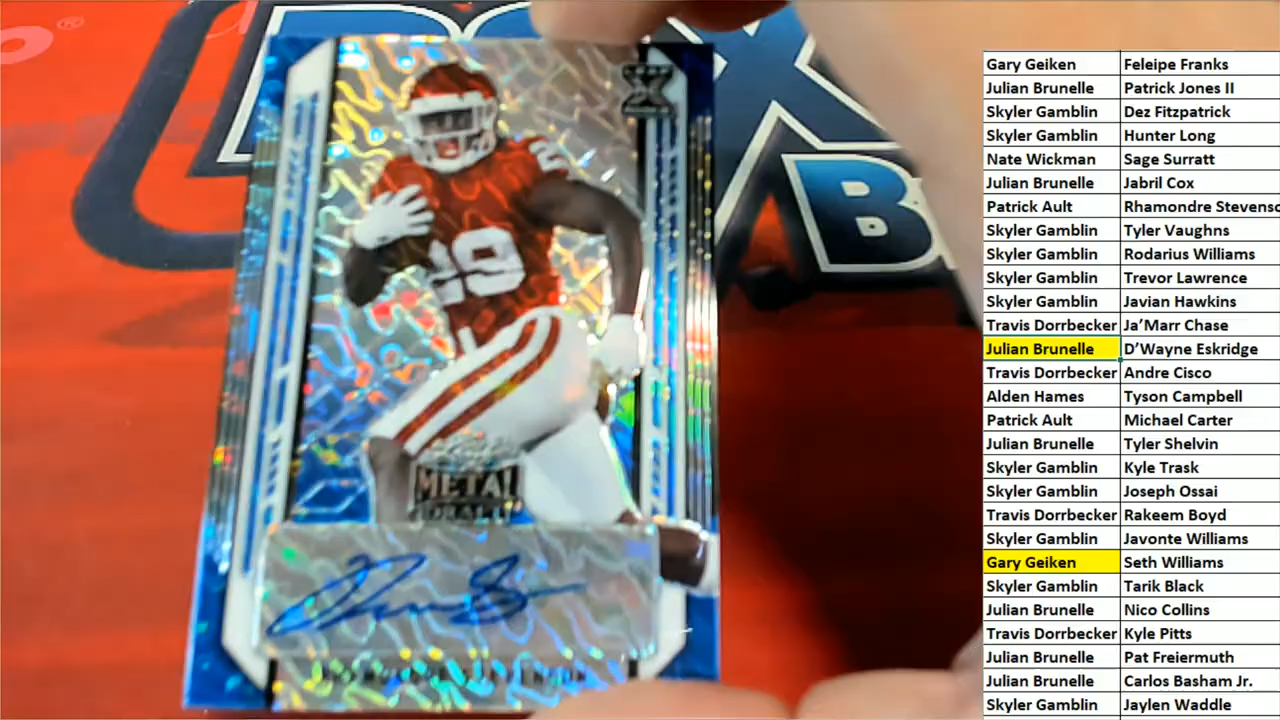 Gary Geiken Feleipe Franks
Julian Brunelle Patrick Jones II
Skyler Gamblin Dez Fitzpatrick
Skyler Gamblin Hunter Long
Nate Wickman Sage Surratt
Julian Brunelle Jabril Cox
Patrick Ault Rhamondre Stevenso
Skyler Gamblin Tyler Vaughns
Skyler Gamblin Rodarius Williams
Skyler Gamblin Trevor Lawrence
Skyler Gamblin Javian Hawkins
Travis Dorrbecker Ja’Marr Chase
Julian Brunelle D’Wayne Eskridge
Travis Dorrbecker Andre Cisco
Alden Hames Tyson Campbell
Patrick Ault Michael Carter
Julian Brunelle Tyler Shelvin
Skyler Gamblin Kyle Trask
Skyler Gamblin Joseph Ossai
Travis Dorrbecker Rakeem Boyd
Skyler Gamblin Javonte Williams
Gary Geiken Seth Williams
Skyler Gamblin Tarik Black
Julian Brunelle Nico Collins
Travis Dorrbecker Kyle Pitts
Julian Brunelle Pat Freiermuth
Julian Brunelle Carlos Basham Jr.
Skyler Gamblin Jaylen Waddle
29
METAL
DRAFT